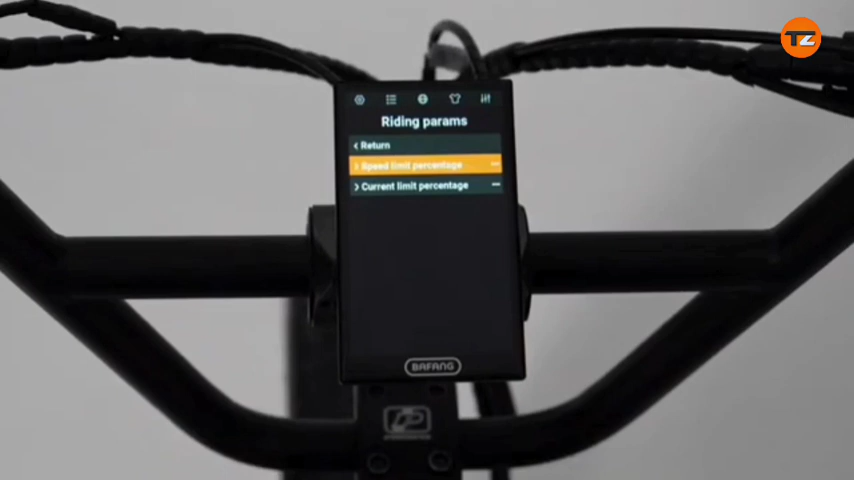 TZ
Riding params
Return
Speed limit percentage
Current limit percentage
BAFANG